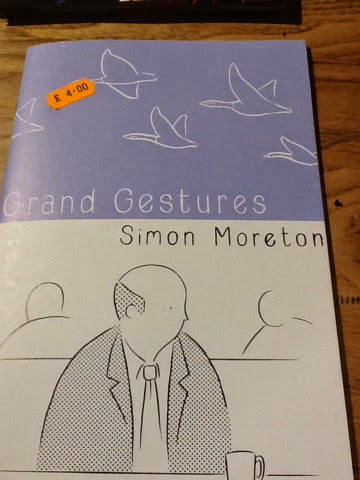 £ 4.00
Grand Gestures
Simon Moreton